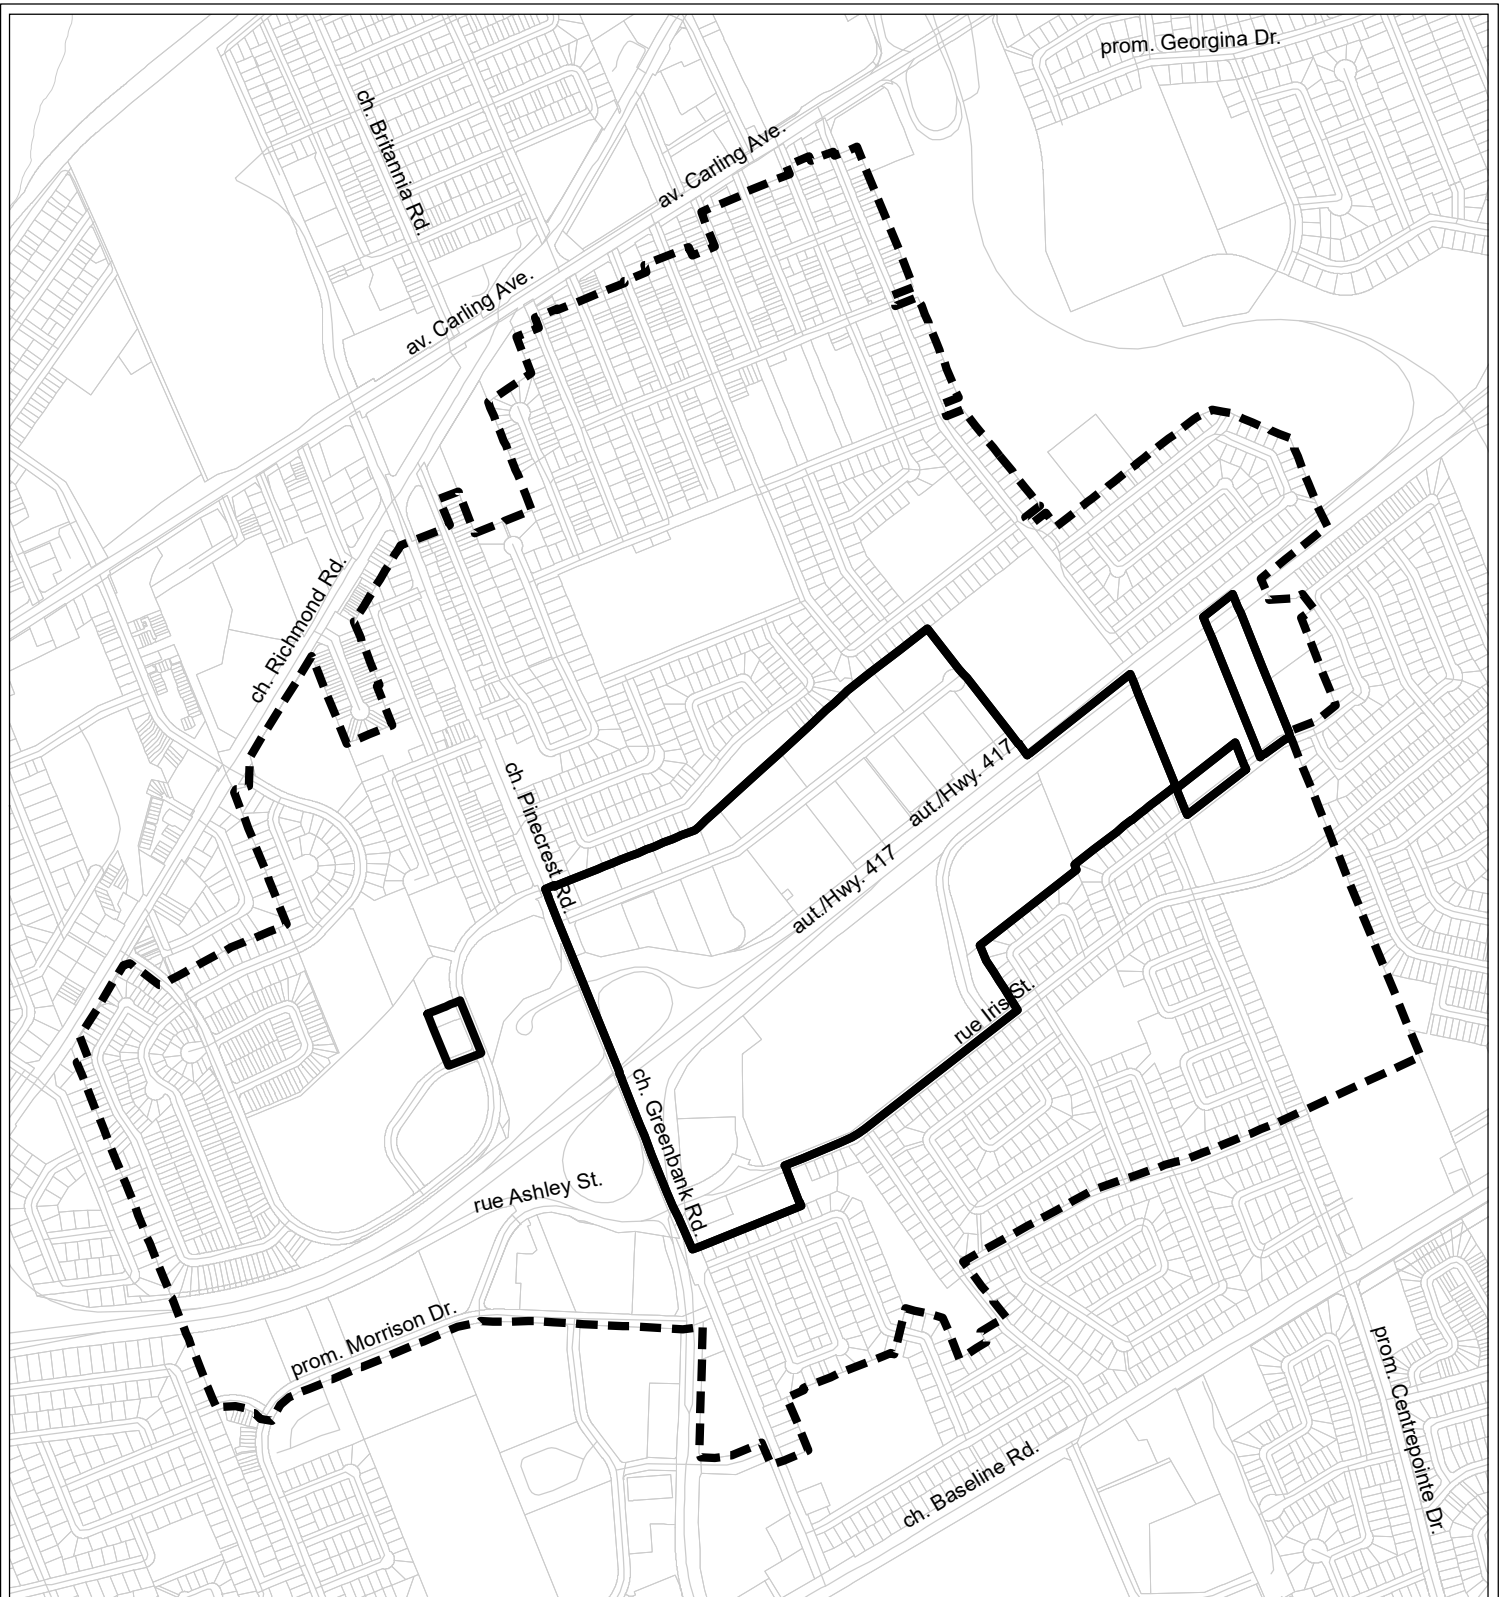 prom. Georgina Dr.
ch. Britannia Rd.
av. Carling Ave.
av. Carling Ave.
ch. Richmond Rd.
ch. Pinecrest Rd.
aut./Hwy. 417
aut./Hwy. 417
rue Iris St.
ch. Greenbank Rd.
rue Ashley St.
prom. Morrison Dr.
prom. Centrepointe Dr.
ch. Baseline Rd.